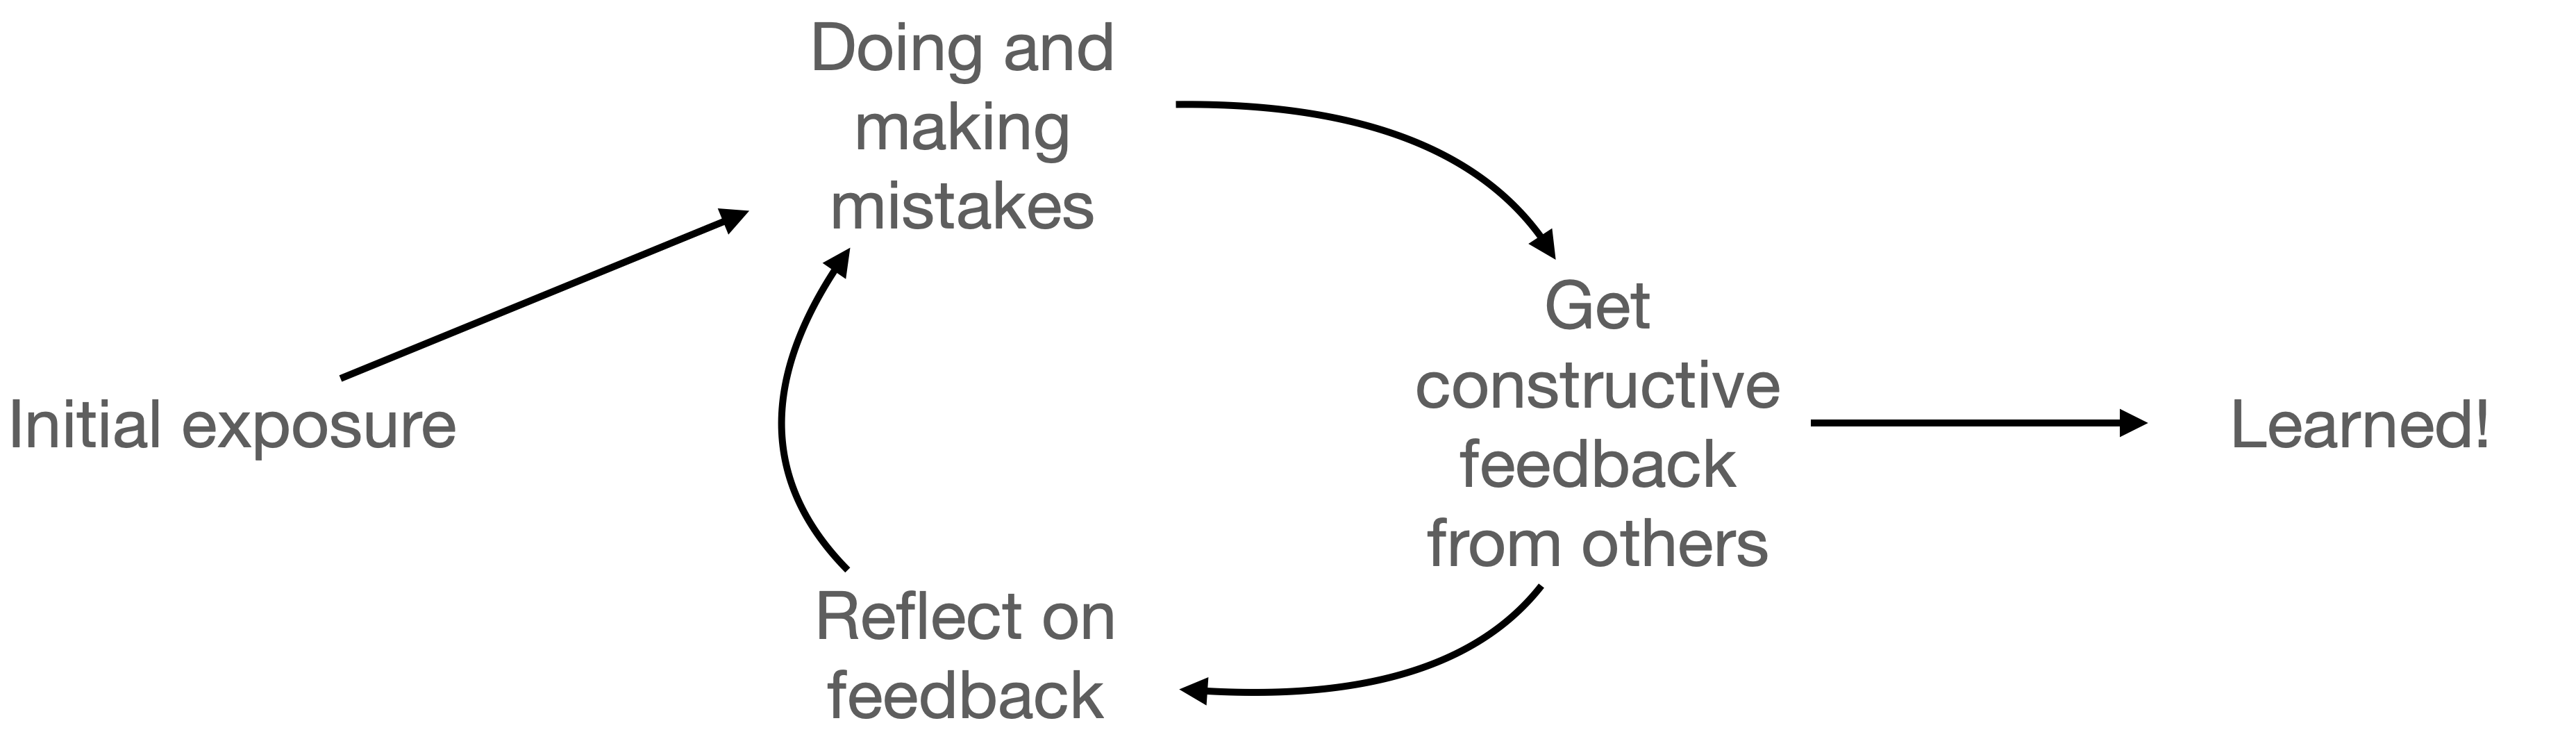 Doing and
making
mistakes
Get
constructive
feedback
from others
Initial exposure
Learned!
Reflect on
feedback